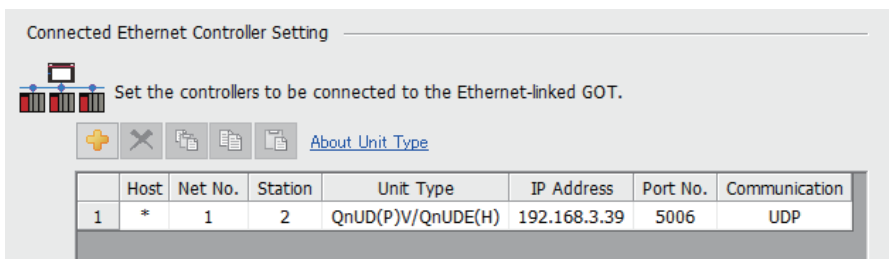 Connected Ethernet Controller Setting
Set the controllers to be connected to the Ethernet-linked GOT.
About Unit Type
Host Net No. Station Unit Type IP Address Port No. Communication
1 * 1 2 QnUD(P)V/QnUDE(H) 192.168.3.39 5006 UDP